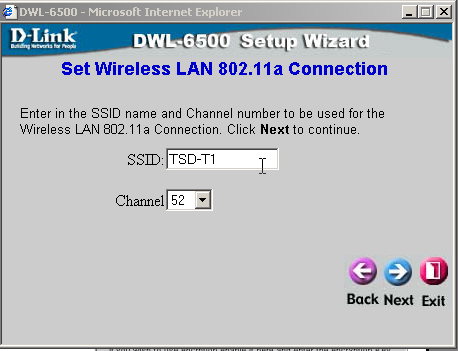 DWL-6500 - Microsoft Internet Explorer
D-Link
Building Networks for People
DWL-6500 Setup Wizard
Set Wireless LAN 802.11a Connection
Enter in the SSID name and Channel number to be used for the
Wireless LAN 802.11a Connection. Click Next to continue.
SSID: TSD-T1
Channel 52
Back Next Exit